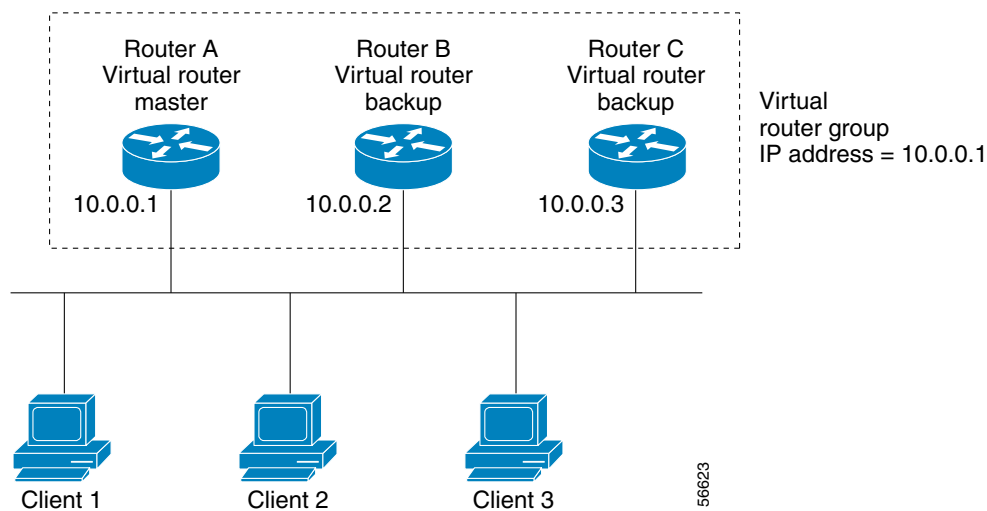 Router A
Virtual router
master
Router B
Virtual router
backup
Router C
Virtual router
backup
Virtual
router group
IP address = 10.0.0.1
10.0.0.1
10.0.0.2
10.0.0.3
Client 1
Client 2
Client 3
56623